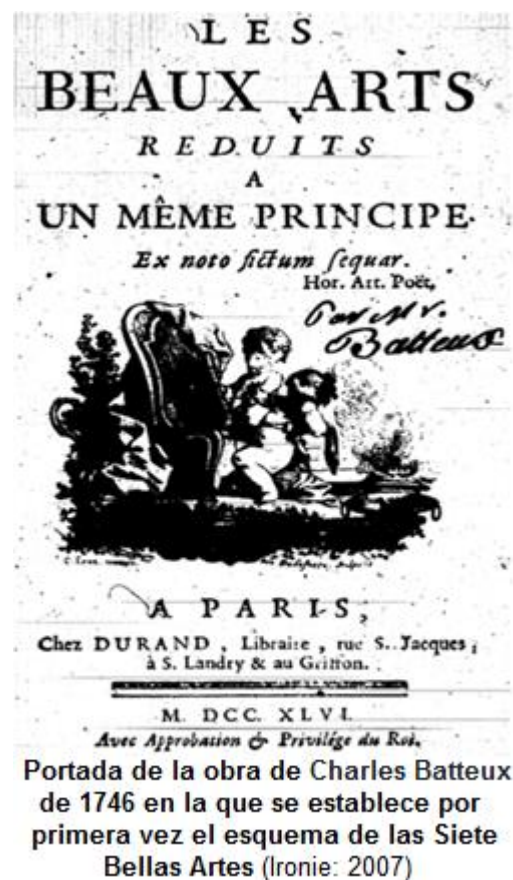 LES
BEAUX ARTS
REDUITS
A
UN MÊME PRINCIPE.
Ex noto fictum ſequar.
Hor. Art. Poët,
Par Mr.
Batteux
A PARIS,
Chez DURAND, Libraire, rue S. Jacques,
à S. Landry & au Griffon.
M. DCC. XLVI.
Avec Approbation & Privilége du Roi.
Portada de la obra de Charles Batteux
de 1746 en la que se establece por
primera vez el esquema de las Siete
Bellas Artes (Ironie: 2007)